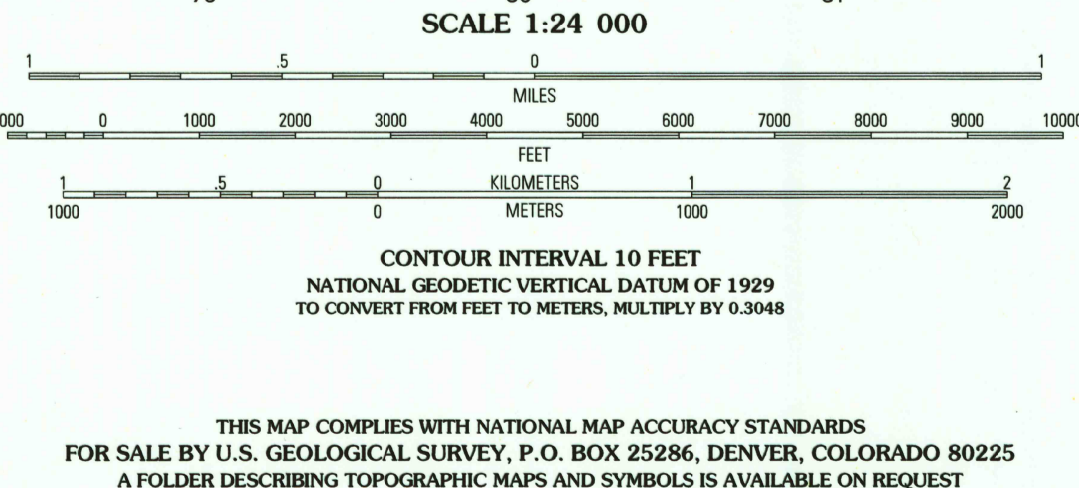 SCALE 1:24 000
1 .5 0 1
MILES
000 0 1000 2000 3000 4000 5000 6000 7000 8000 9000 10000
FEET
1 .5 0 KILOMETERS 1 2
1000 0 METERS 1000 2000
CONTOUR INTERVAL 10 FEET
NATIONAL GEODETIC VERTICAL DATUM OF 1929
TO CONVERT FROM FEET TO METERS, MULTIPLY BY 0.3048
THIS MAP COMPLIES WITH NATIONAL MAP ACCURACY STANDARDS
FOR SALE BY U.S. GEOLOGICAL SURVEY, P.O. BOX 25286, DENVER, COLORADO 80225
A FOLDER DESCRIBING TOPOGRAPHIC MAPS AND SYMBOLS IS AVAILABLE ON REQUEST